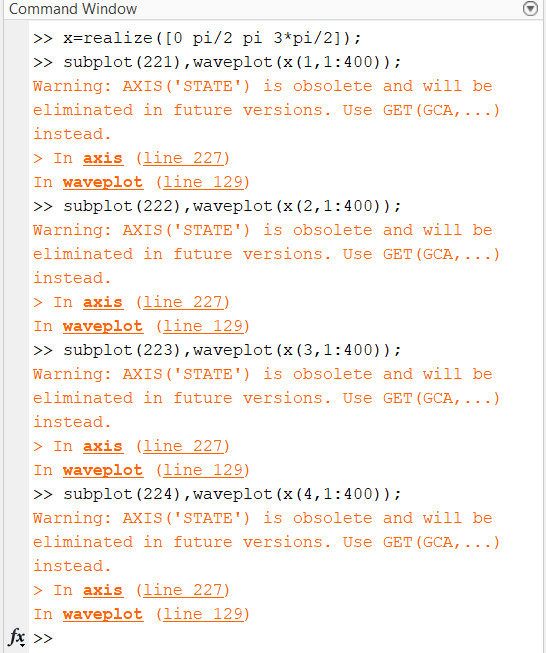 Command Window
>> x=realize([0 pi/2 pi 3*pi/2]);
>> subplot(221),waveplot(x(1,1:400));
Warning: AXIS('STATE') is obsolete and will be
eliminated in future versions. Use GET(GCA,...)
instead.
> In axis (line 227)
In waveplot (line 129)
>> subplot(222),waveplot(x(2,1:400));
Warning: AXIS('STATE') is obsolete and will be
eliminated in future versions. Use GET(GCA,...)
instead.
> In axis (line 227)
In waveplot (line 129)
>> subplot(223),waveplot(x(3,1:400));
Warning: AXIS('STATE') is obsolete and will be
eliminated in future versions. Use GET(GCA,...)
instead.
> In axis (line 227)
In waveplot (line 129)
>> subplot(224),waveplot(x(4,1:400));
Warning: AXIS('STATE') is obsolete and will be
eliminated in future versions. Use GET(GCA,...)
instead.
> In axis (line 227)
In waveplot (line 129)
fx >>